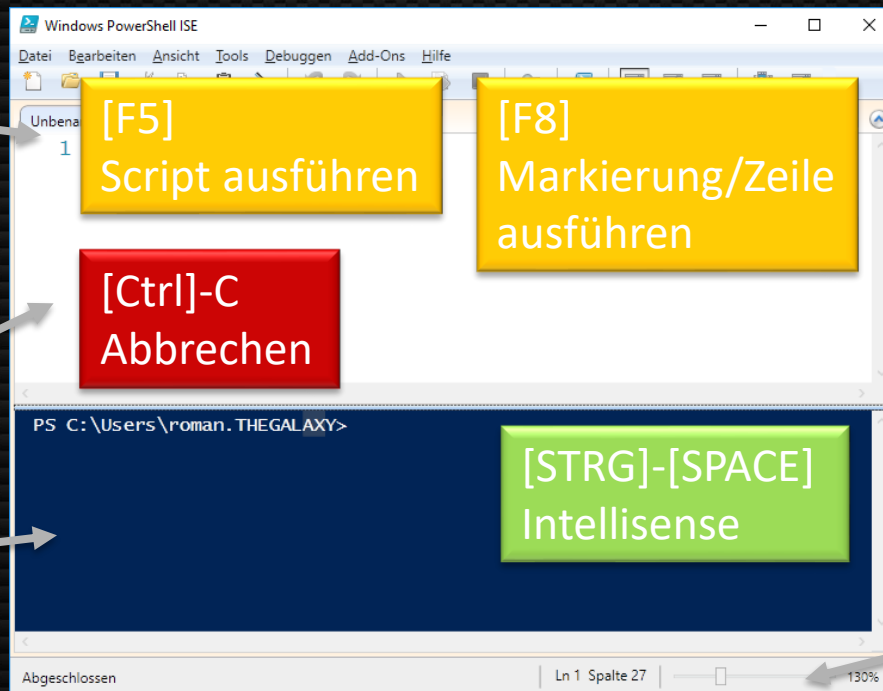 Windows PowerShell ISE
Datei Bearbeiten Ansicht Tools Debuggen Add-Ons Hilfe
[F5]
Script ausführen
[F8]
Markierung/Zeile
ausführen
1
[Ctrl]-C
Abbrechen
PS C:\Users\roman.THEGALAXY>
[STRG]-[SPACE]
Intellisense
Abgeschlossen
Ln 1 Spalte 27
130%